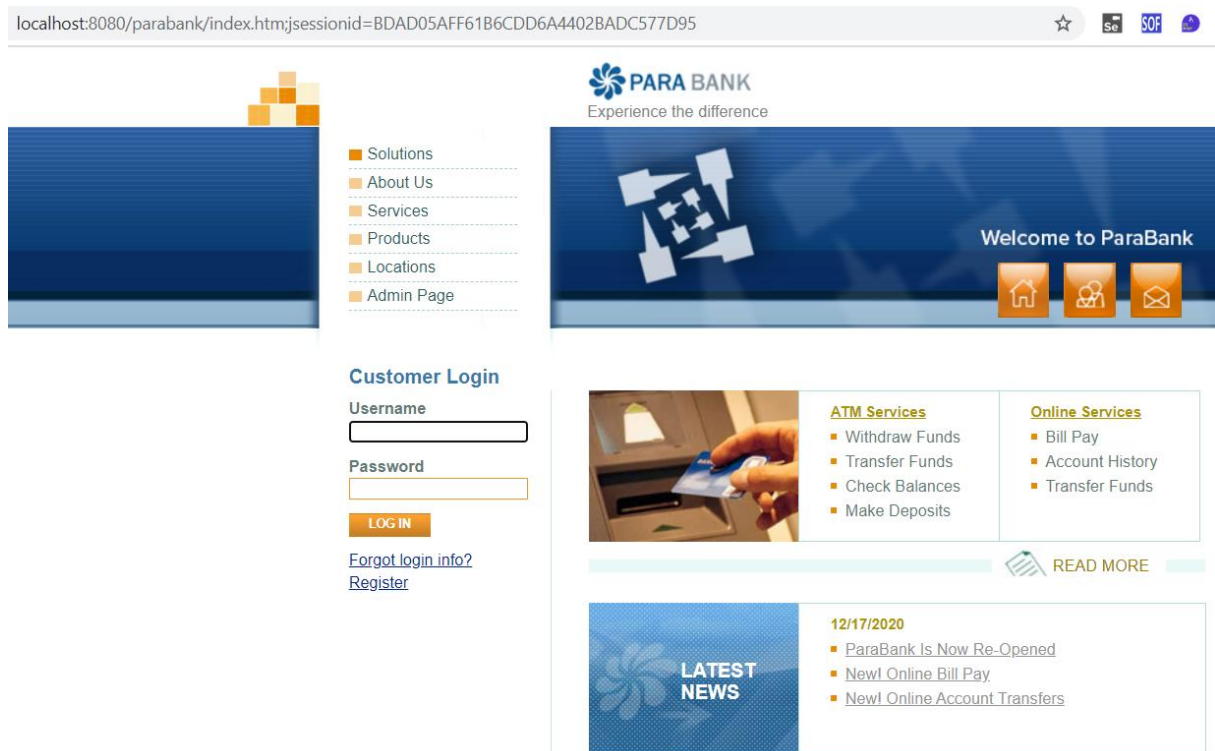 localhost:8080/parabank/index.htm;jsessionid=BDAD05AFF61B6CDD6A4402BADC577D95
Se
SOF
PARA BANK
Experience the difference
Solutions
About Us
Services
Products
Locations
Admin Page
Welcome to ParaBank
Customer Login
Username
Password
LOG IN
Forgot login info?
Register
ATM Services
Withdraw Funds
Transfer Funds
Check Balances
Make Deposits
Online Services
Bill Pay
Account History
Transfer Funds
READ MORE
LATEST
NEWS
12/17/2020
ParaBank Is Now Re-Opened
New! Online Bill Pay
New! Online Account Transfers